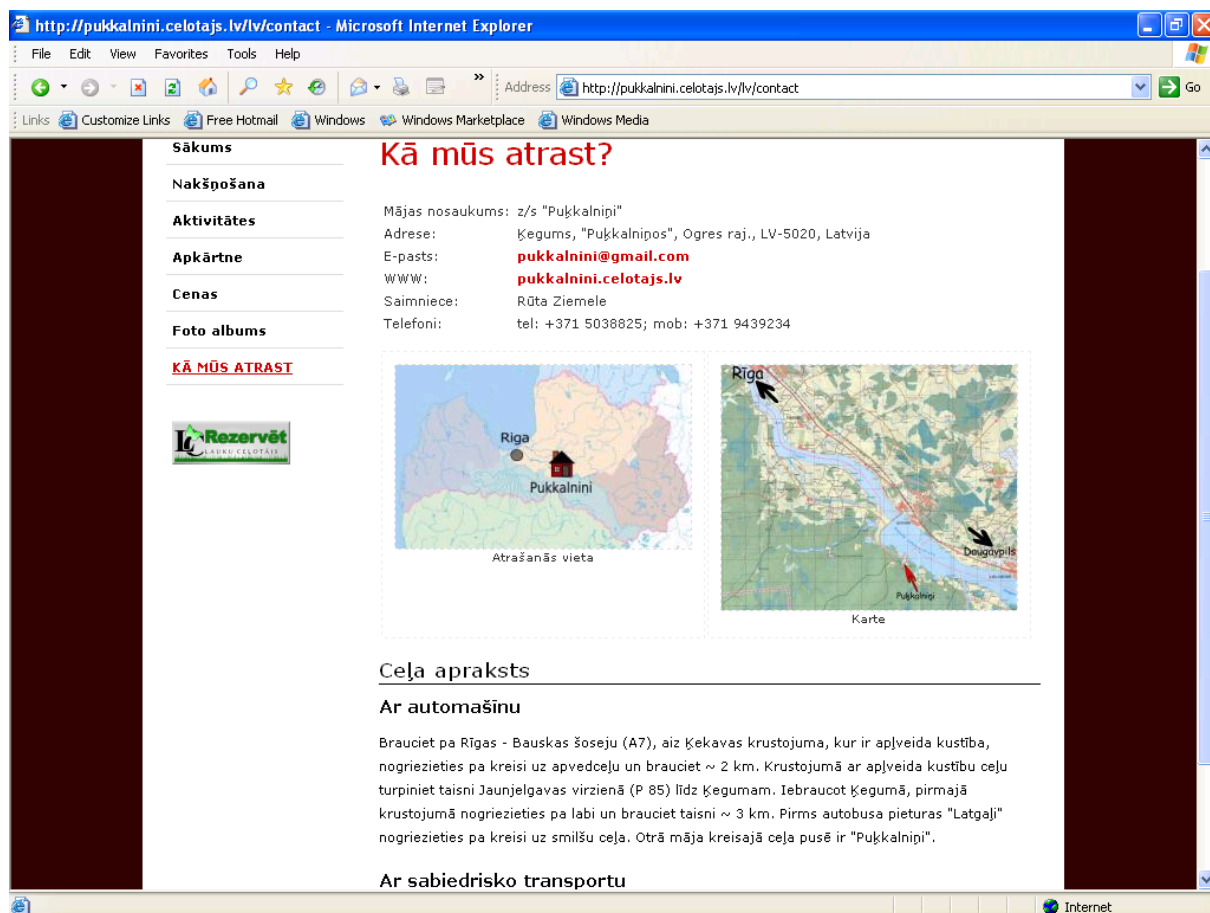 http://pukkalnini.celotajs.lv/lv/contact - Microsoft Internet Explorer
File Edit View Favorites Tools Help
» Address http://pukkalnini.celotajs.lv/lv/contact Go
Links Customize Links Free Hotmail Windows Windows Marketplace Windows Media
Sākums
Nakšņošana
Aktivitātes
Apkārtne
Cenas
Foto albums
KĀ MŪS ATRAST
LC Rezervēt
LAUKU CEĻOTĀJS
Kā mūs atrast?
Mājas nosaukums: z/s "Puķkalniņi"
Adrese: Ķegums, "Puķkalniņos", Ogres raj., LV-5020, Latvija
E-pasts: pukkalnini@gmail.com
WWW: pukkalnini.celotajs.lv
Saimniece: Rūta Ziemele
Telefoni: tel: +371 5038825; mob: +371 9439234
Riga
Pukkalnini
Atrašanās vieta
Rīga
Daugavpils
Puķkalniņi
Karte
Ceļa apraksts
Ar automašīnu
Brauciet pa Rīgas - Bauskas šoseju (A7), aiz Ķekavas krustojuma, kur ir apļveida kustība,
nogriezieties pa kreisi uz apvedceļu un brauciet ~ 2 km. Krustojumā ar apļveida kustību ceļu
turpiniet taisni Jaunjelgavas virzienā (P 85) līdz Ķegumam. Iebraucot Ķegumā, pirmajā
krustojumā nogriezieties pa labi un brauciet taisni ~ 3 km. Pirms autobusa pieturas "Latgaļi"
nogriezieties pa kreisi uz smilšu ceļa. Otrā māja kreisajā ceļa pusē ir "Puķkalniņi".
Ar sabiedrisko transportu
Internet